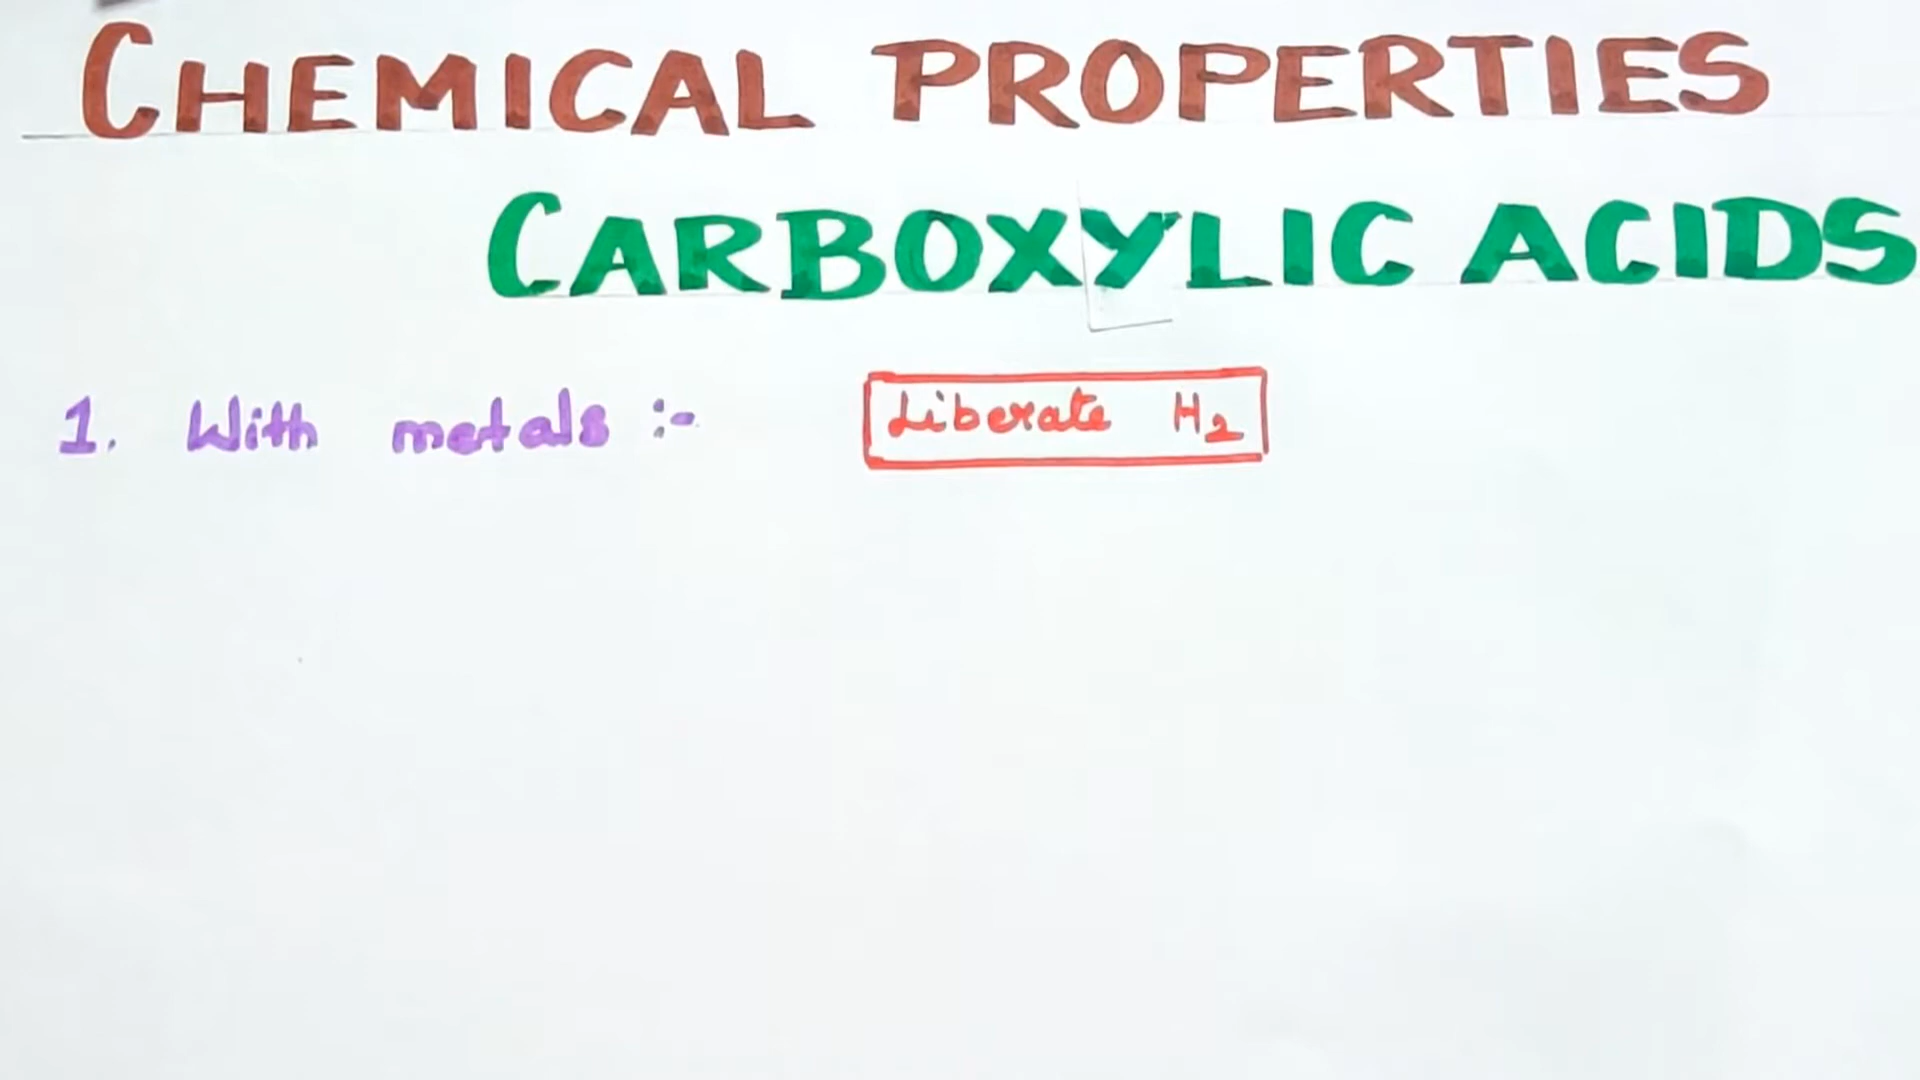 CHEMICAL PROPERTIES
CARBOXYLIC ACIDS
1. With metals :- Liberate H₂